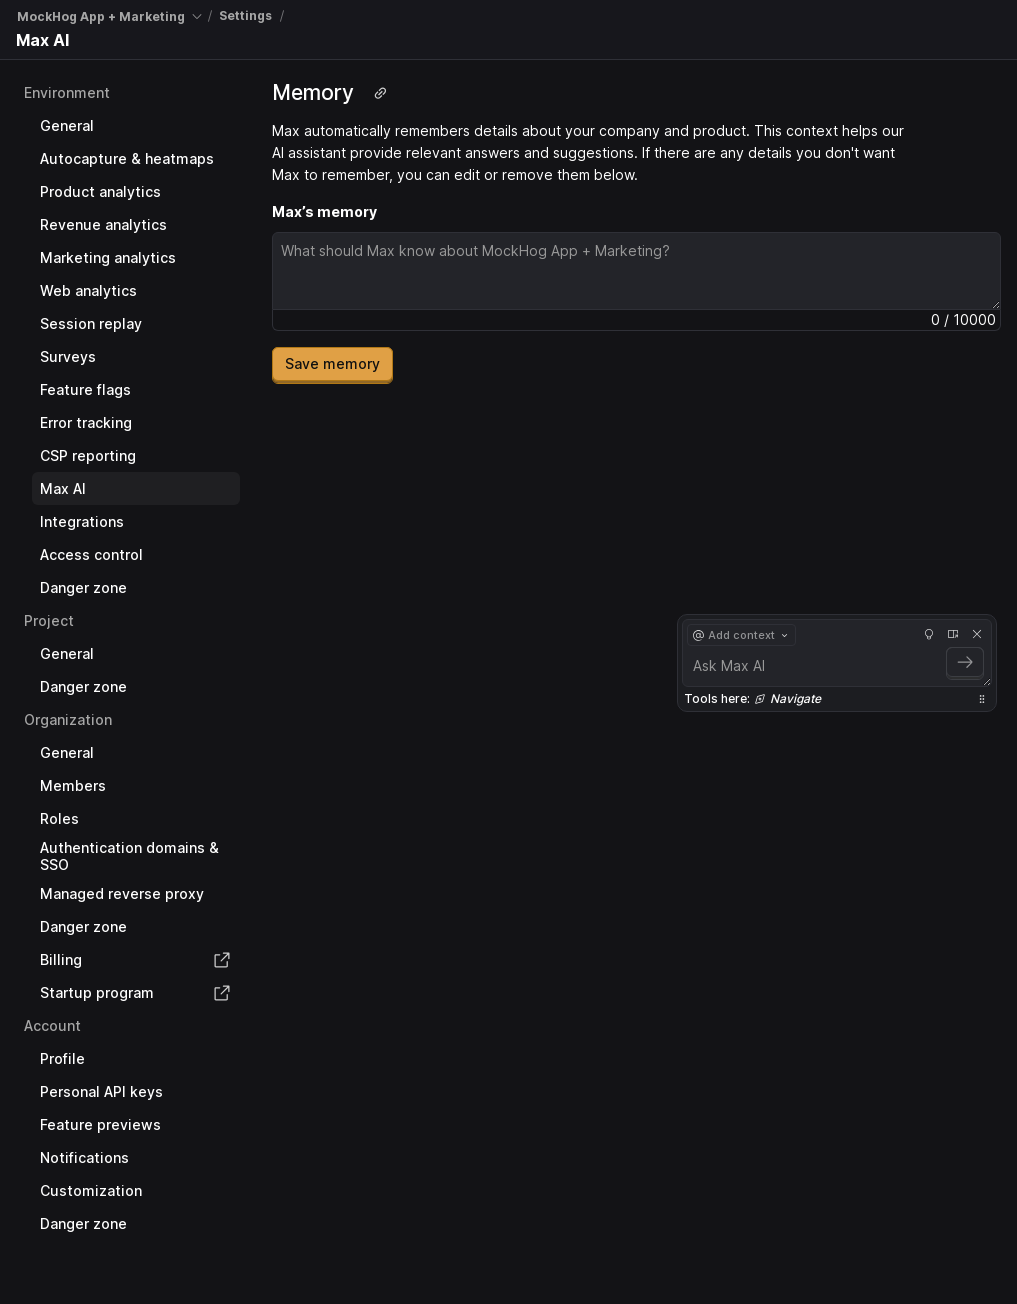 MockHog App + Marketing / Settings /
Max AI
Environment
General
Autocapture & heatmaps
Product analytics
Revenue analytics
Marketing analytics
Web analytics
Session replay
Surveys
Feature flags
Error tracking
CSP reporting
Max AI
Integrations
Access control
Danger zone
Project
General
Danger zone
Organization
General
Members
Roles
Authentication domains &
SSO
Managed reverse proxy
Danger zone
Billing
Startup program
Account
Profile
Personal API keys
Feature previews
Notifications
Customization
Danger zone
Memory
Max automatically remembers details about your company and product. This context helps our
AI assistant provide relevant answers and suggestions. If there are any details you don't want
Max to remember, you can edit or remove them below.
Max’s memory
What should Max know about MockHog App + Marketing?
0 / 10000
Save memory
@ Add context
Ask Max AI
Tools here: Navigate